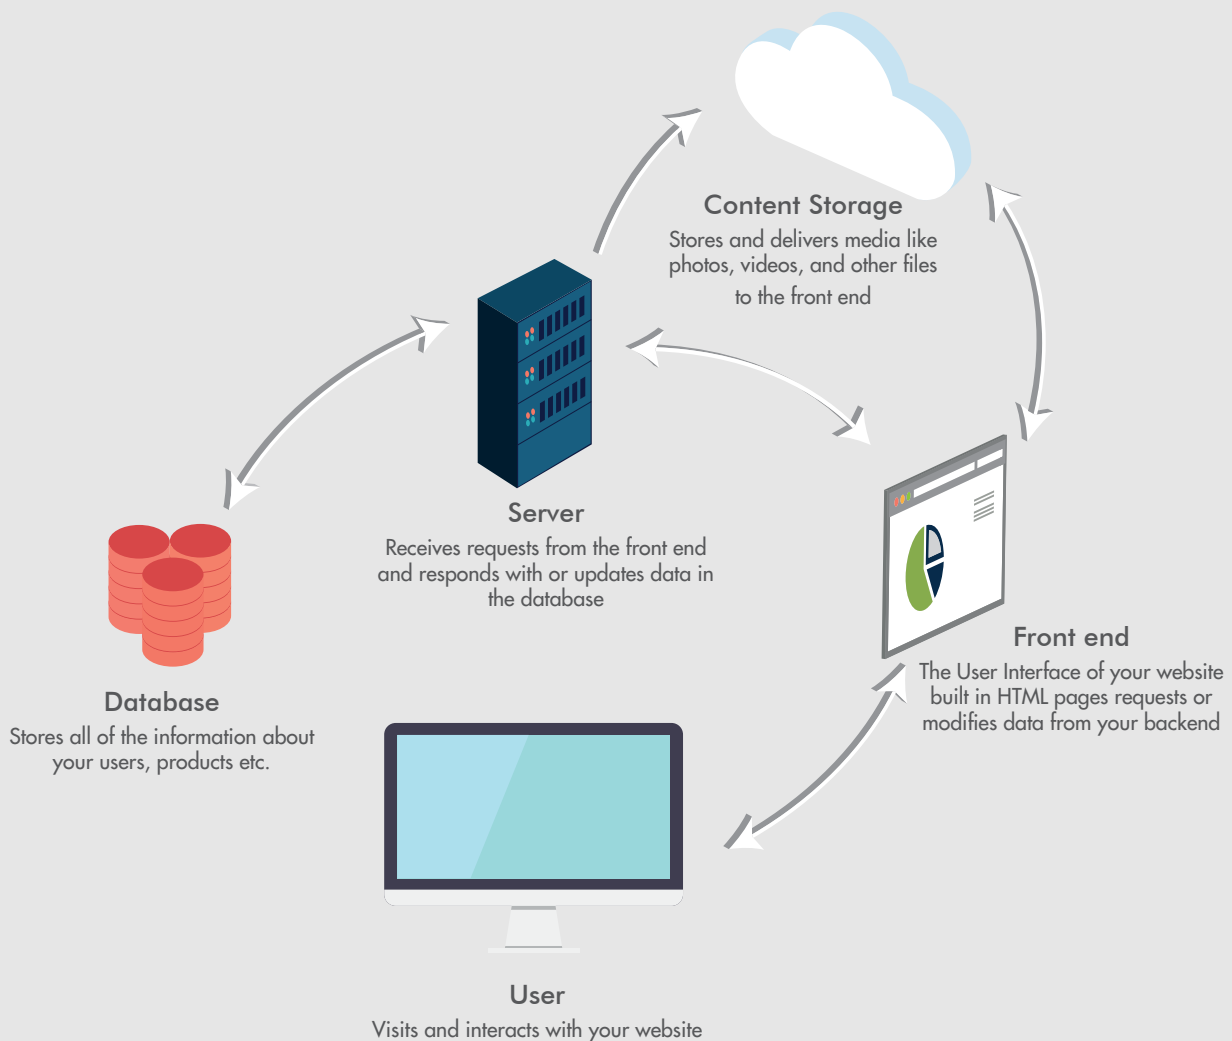 Content Storage
Stores and delivers media like
photos, videos, and other files
to the front end
Server
Receives requests from the front end
and responds with or updates data in
the database
Front end
The User Interface of your website
built in HTML pages requests or
modifies data from your backend
Database
Stores all of the information about
your users, products etc.
User
Visits and interacts with your website